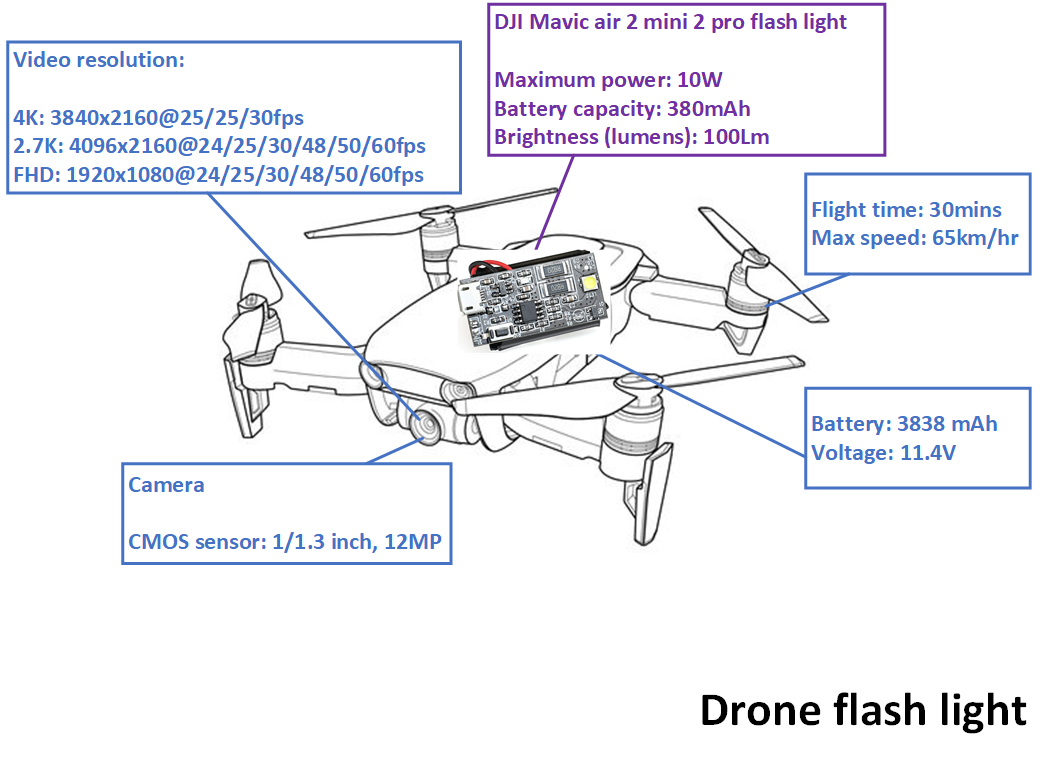 DJI Mavic air 2 mini 2 pro flash light
Maximum power: 10W
Battery capacity: 380mAh
Brightness (lumens): 100Lm
Video resolution:
4K: 3840x2160@25/25/30fps
2.7K: 4096x2160@24/25/30/48/50/60fps
FHD: 1920x1080@24/25/30/48/50/60fps
Flight time: 30mins
Max speed: 65km/hr
Battery: 3838 mAh
Voltage: 11.4V
Camera
CMOS sensor: 1/1.3 inch, 12MP
Drone flash light